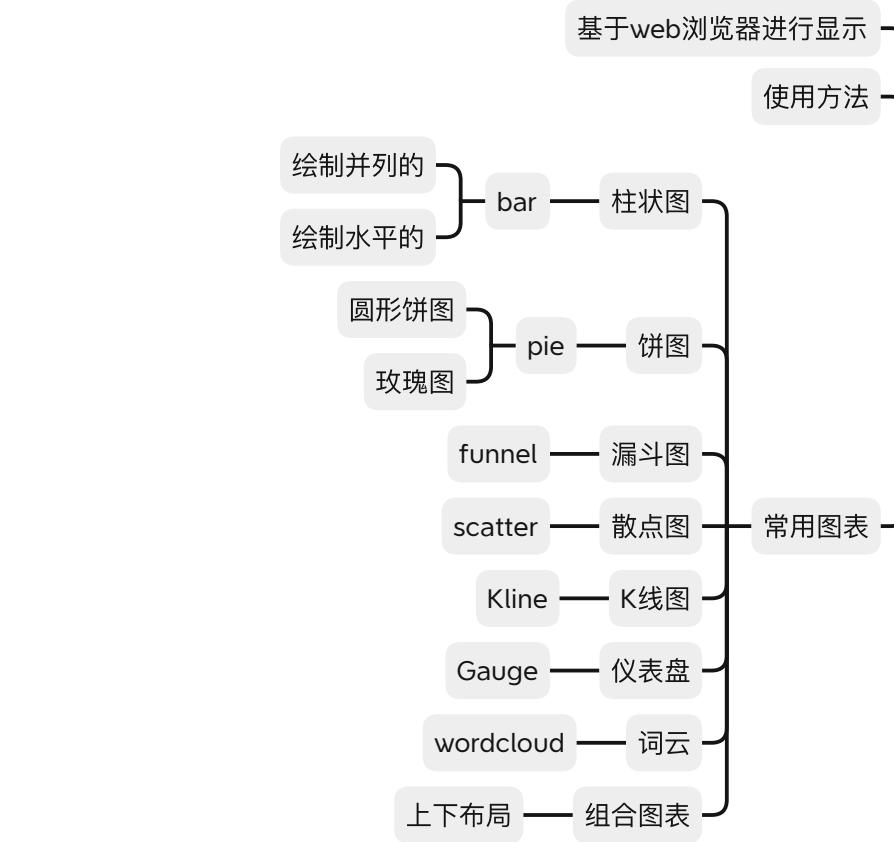 基于web浏览器进行显示
使用方法
绘制并列的
bar
柱状图
绘制水平的
圆形饼图
pie
饼图
玫瑰图
funnel
漏斗图
scatter
散点图
常用图表
Kline
K线图
Gauge
仪表盘
wordcloud
词云
上下布局
组合图表